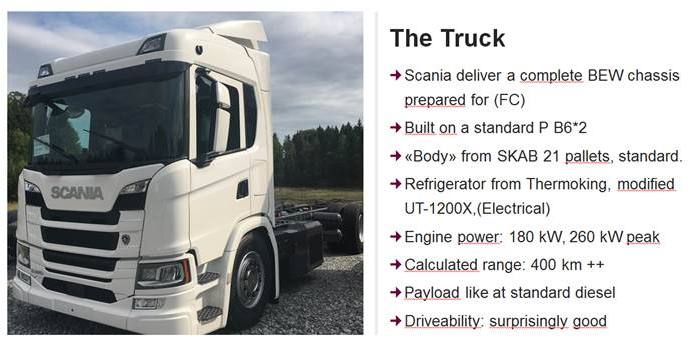 SCANIA
The Truck
Scania deliver a complete BEW chassis
prepared for (FC)
Built on a standard P B6*2
«Body» from SKAB 21 pallets, standard.
Refrigerator from Thermoking, modified
UT-1200X,(Electrical)
Engine power: 180 kW, 260 kW peak
Calculated range: 400 km ++
Payload like at standard diesel
Driveability: surprisingly good